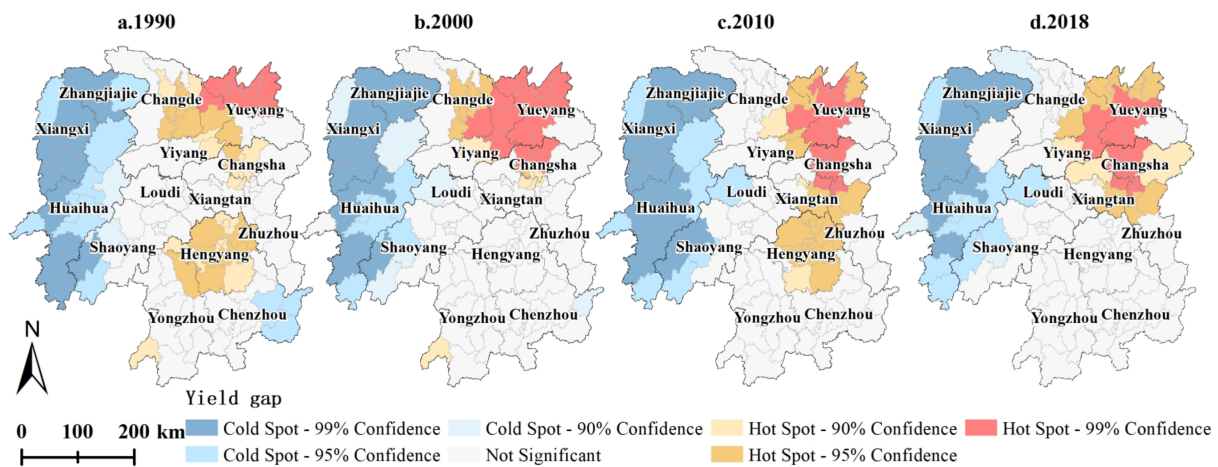 a.1990
b.2000
c.2010
d.2018
Zhangjiajie
Changde
Yueyang
Xiangxi
Yiyang
Changsha
Loudi
Xiangtan
Huaihua
Zhuzhou
Shaoyang
Hengyang
Yongzhou
Chenzhou
Zhangjiajie
Changde
Yueyang
Xiangxi
Yiyang
Changsha
Loudi
Xiangtan
Huaihua
Zhuzhou
Shaoyang
Hengyang
Yongzhou
Chenzhou
Zhangjiajie
Changde
Yueyang
Xiangxi
Yiyang
Changsha
Loudi
Xiangtan
Huaihua
Zhuzhou
Shaoyang
Hengyang
Yongzhou
Chenzhou
Zhangjiajie
Changde
Yueyang
Xiangxi
Yiyang
Changsha
Loudi
Xiangtan
Huaihua
Zhuzhou
Shaoyang
Hengyang
Yongzhou
Chenzhou
N
0 100 200 km
Yield gap
Cold Spot - 99% Confidence
Cold Spot - 90% Confidence
Hot Spot - 90% Confidence
Hot Spot - 99% Confidence
Cold Spot - 95% Confidence
Not Significant
Hot Spot - 95% Confidence